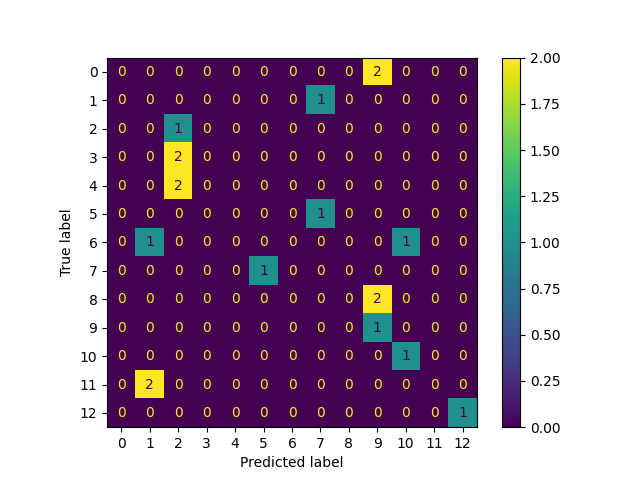 0 0 0 0 0 0 0 0 0 0 2 0 0 0
1 0 0 0 0 0 0 0 1 0 0 0 0 0
2 0 0 1 0 0 0 0 0 0 0 0 0 0
3 0 0 2 0 0 0 0 0 0 0 0 0 0
4 0 0 2 0 0 0 0 0 0 0 0 0 0
5 0 0 0 0 0 0 0 1 0 0 0 0 0
6 0 1 0 0 0 0 0 0 0 0 1 0 0
7 0 0 0 0 0 1 0 0 0 0 0 0 0
8 0 0 0 0 0 0 0 0 0 2 0 0 0
9 0 0 0 0 0 0 0 0 0 1 0 0 0
10 0 0 0 0 0 0 0 0 0 0 1 0 0
11 0 2 0 0 0 0 0 0 0 0 0 0 0
12 0 0 0 0 0 0 0 0 0 0 0 0 1
0 1 2 3 4 5 6 7 8 9 10 11 12
Predicted label
True label
2.00
1.75
1.50
1.25
1.00
0.75
0.50
0.25
0.00